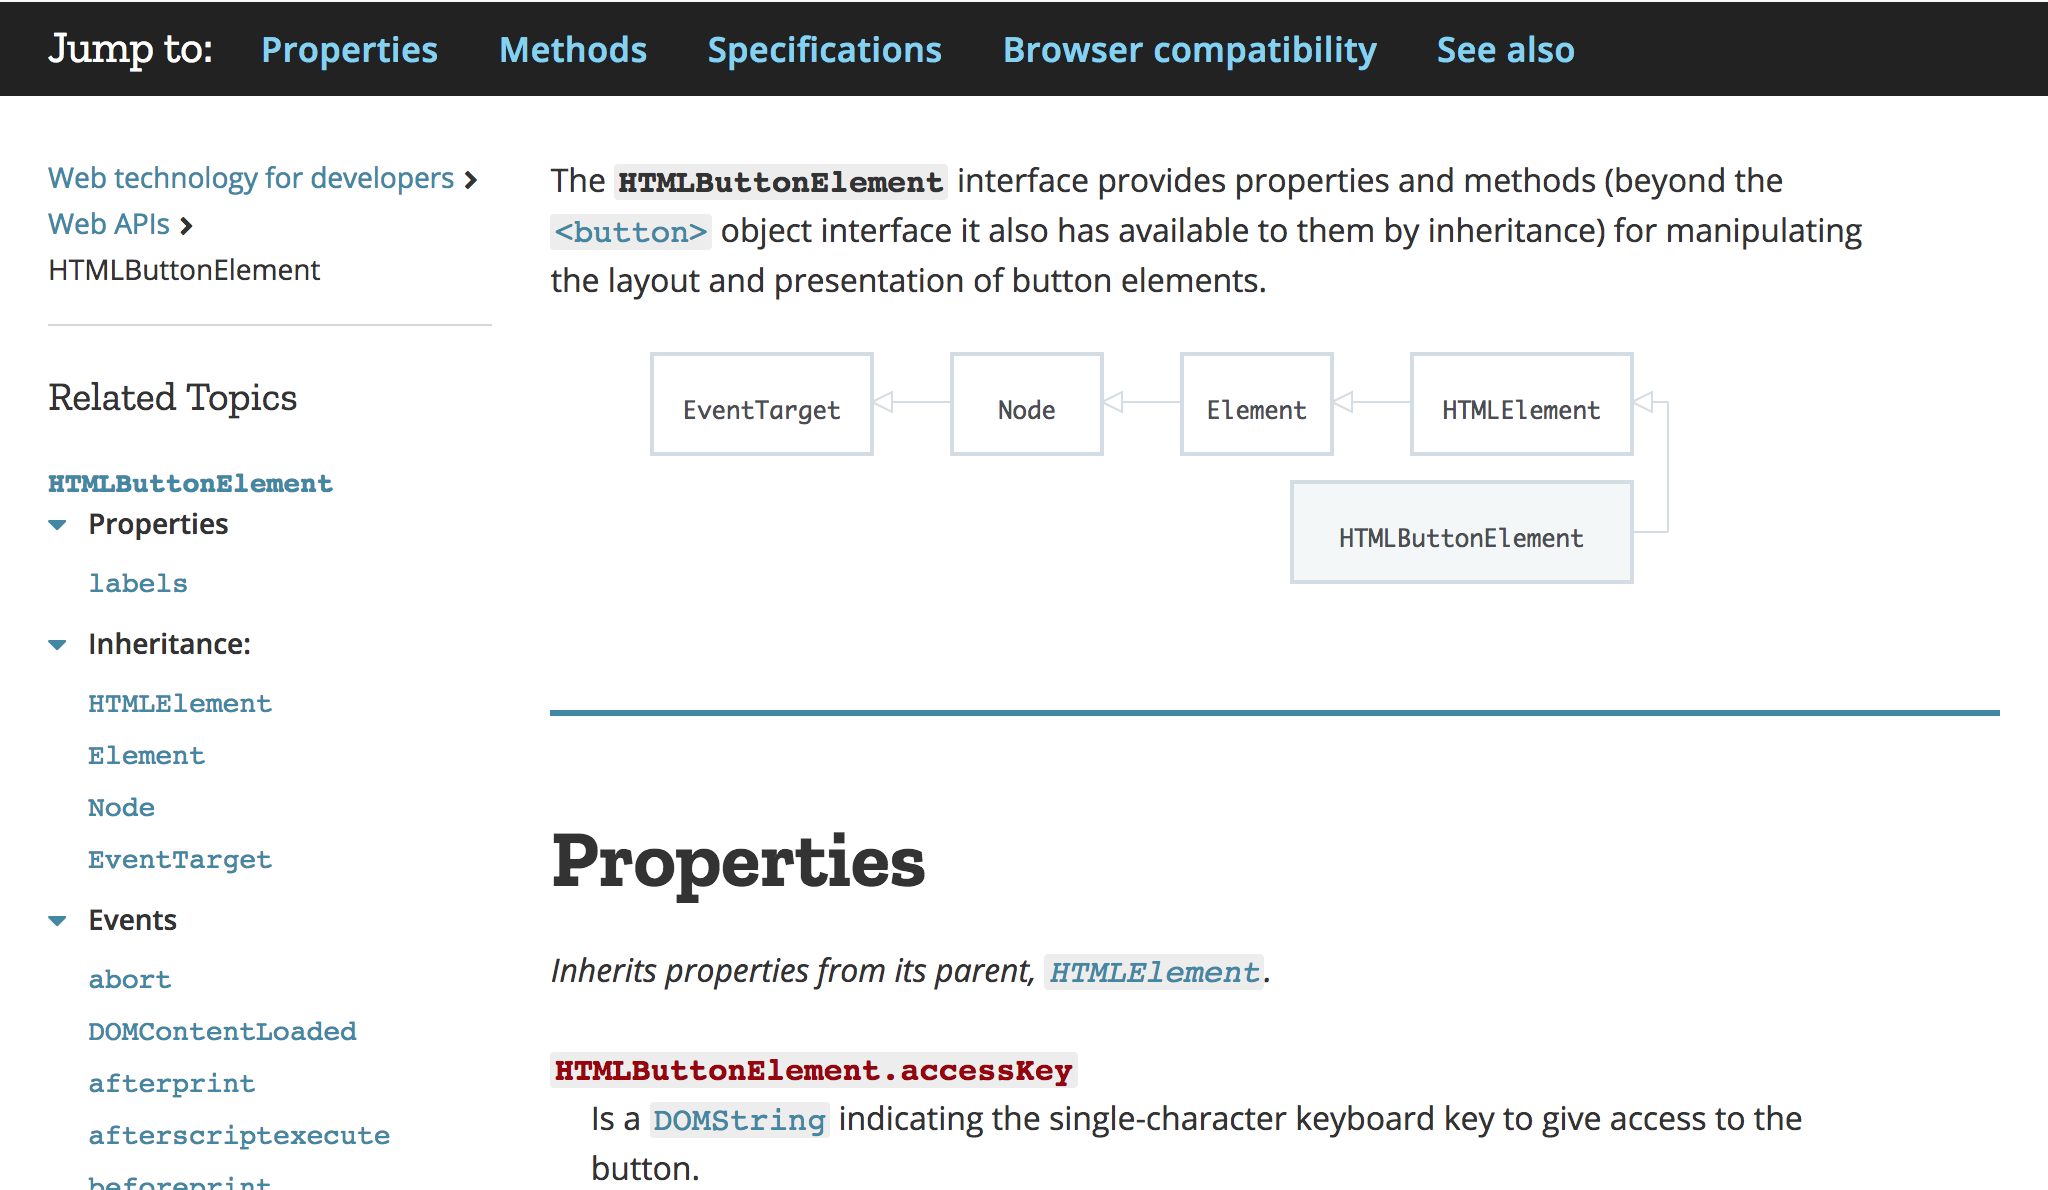 Jump to: Properties Methods Specifications Browser compatibility See also
Web technology for developers
Web APIs
HTMLButtonElement
Related Topics
HTMLButtonElement
Properties
labels
Inheritance:
HTMLElement
Element
Node
EventTarget
Events
abort
DOMContentLoaded
afterprint
afterscriptexecute
beforeprint
The HTMLButtonElement interface provides properties and methods (beyond the
<button> object interface it also has available to them by inheritance) for manipulating
the layout and presentation of button elements.
EventTarget Node Element HTMLElement
HTMLButtonElement
Properties
Inherits properties from its parent, HTMLElement.
HTMLButtonElement.accessKey
Is a DOMString indicating the single-character keyboard key to give access to the
button.